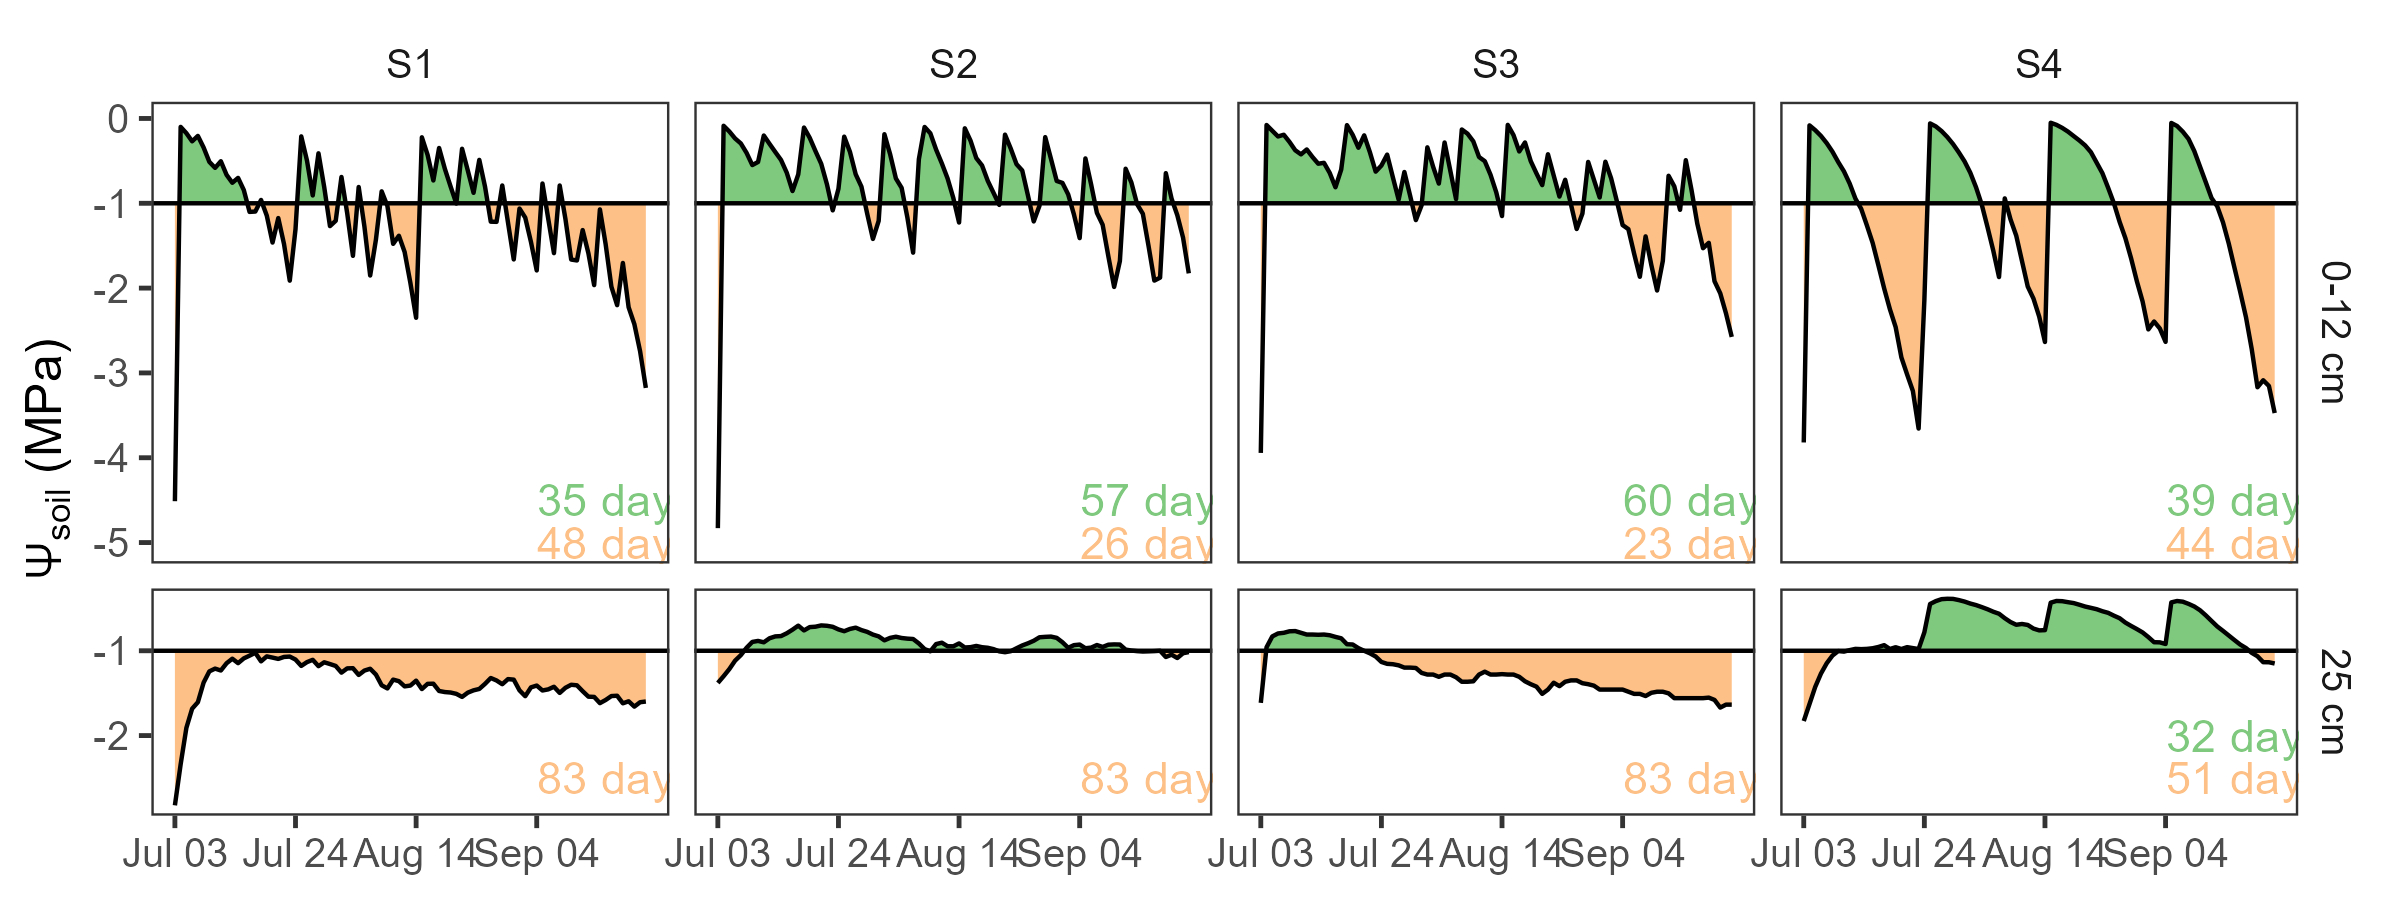 S1 S2 S3 S4
Ψsoil (MPa)
0
-1
-2
-3
-4
-5
35 day 57 day 60 day 39 day
48 day 26 day 23 day 44 day
0-12 cm
-1
-2
32 day
83 day 83 day 83 day 51 day
25 cm
Jul 03 Jul 24 Aug 14 Sep 04 Jul 03 Jul 24 Aug 14 Sep 04 Jul 03 Jul 24 Aug 14 Sep 04 Jul 03 Jul 24 Aug 14 Sep 04